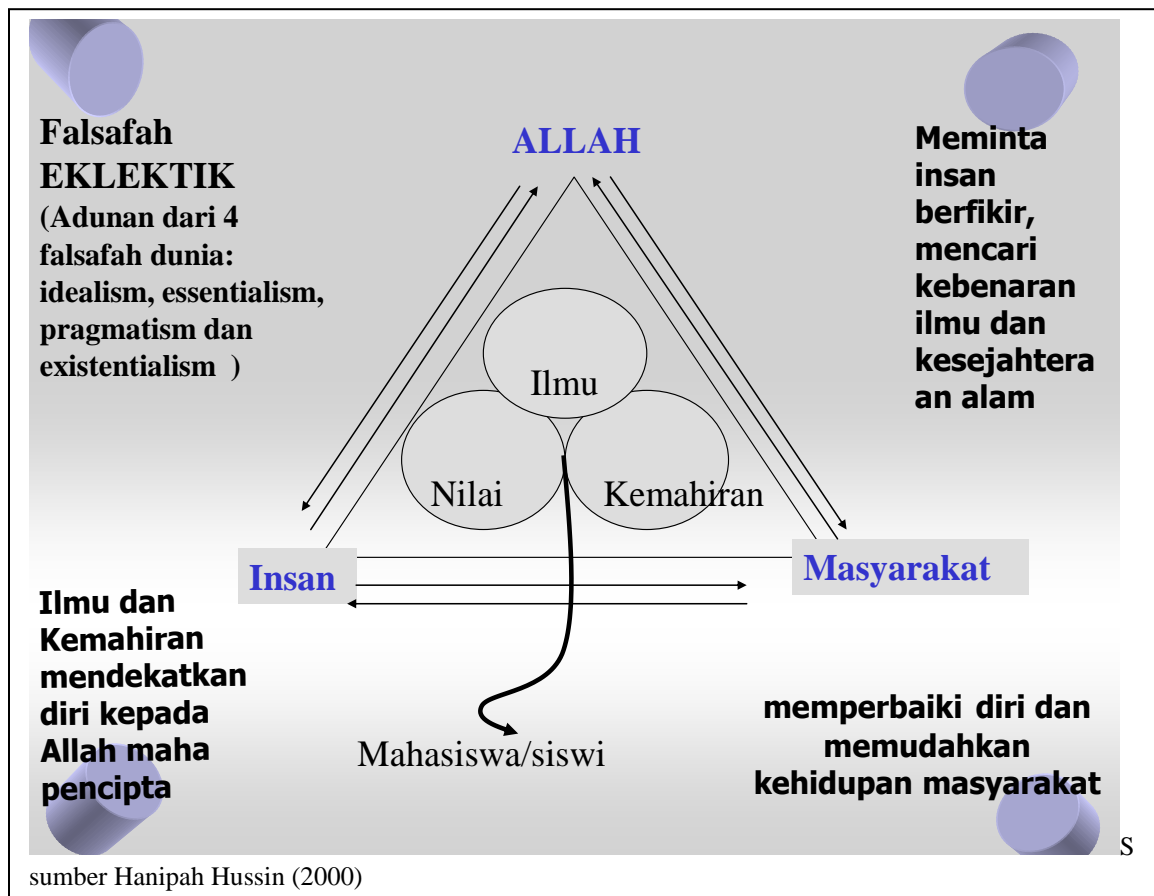 Falsafah
EKLEKTIK
(Adunan dari 4
falsafah dunia:
idealism, essentialism,
pragmatism dan
existentialism )
ALLAH
Meminta
insan
berfikir,
mencari
kebenaran
ilmu dan
kesejahtera
an alam
Ilmu
Nilai
Kemahiran
Insan
Masyarakat
Ilmu dan
Kemahiran
mendekatkan
diri kepada
Allah maha
pencipta
Mahasiswa/siswi
memperbaiki diri dan
memudahkan
kehidupan masyarakat
S
sumber Hanipah Hussin (2000)